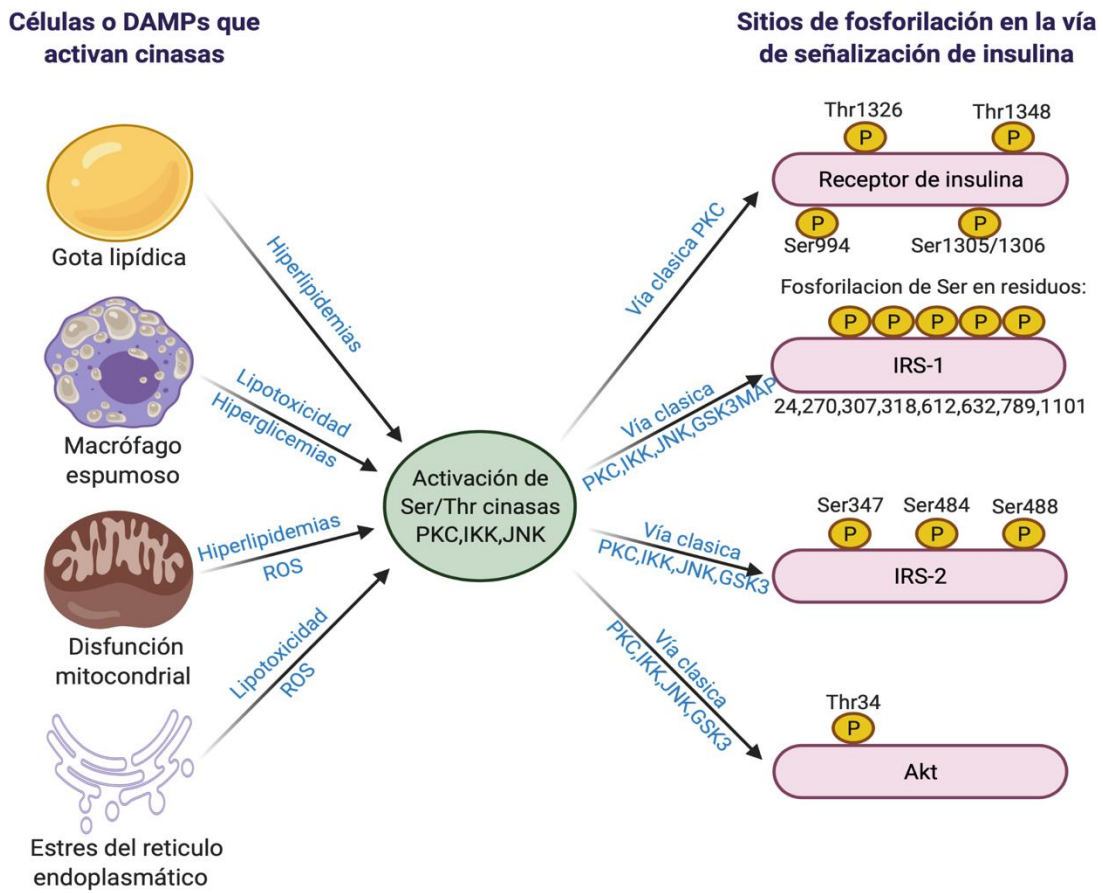 Células o DAMPs que
activan cinasas
Sitios de fosforilación en la vía
de señalización de insulina
Gota lipídica
Macrófago
espumoso
Disfunción
mitocondrial
Estres del reticulo
endoplasmático
Hiperlipidemias
Lipotoxicidad
Hiperglicemias
Hiperlipidemias
ROS
Lipotoxicidad
ROS
Activación de
Ser/Thr cinasas
PKC,IKK,JNK
Vía clasica PKC
Vía clasica
PKC,IKK,JNK,GSK3MAP
Vía clasica
PKC,IKK,JNK,GSK3
Vía clasica
PKC,IKK,JNK,GSK3
Thr1326 Thr1348
P P
Receptor de insulina
P P
Ser994 Ser1305/1306
Fosforilacion de Ser en residuos:
P P P P P
IRS-1
24,270,307,318,612,632,789,1101
Ser347 Ser484 Ser488
P P P
IRS-2
Thr34
P
Akt